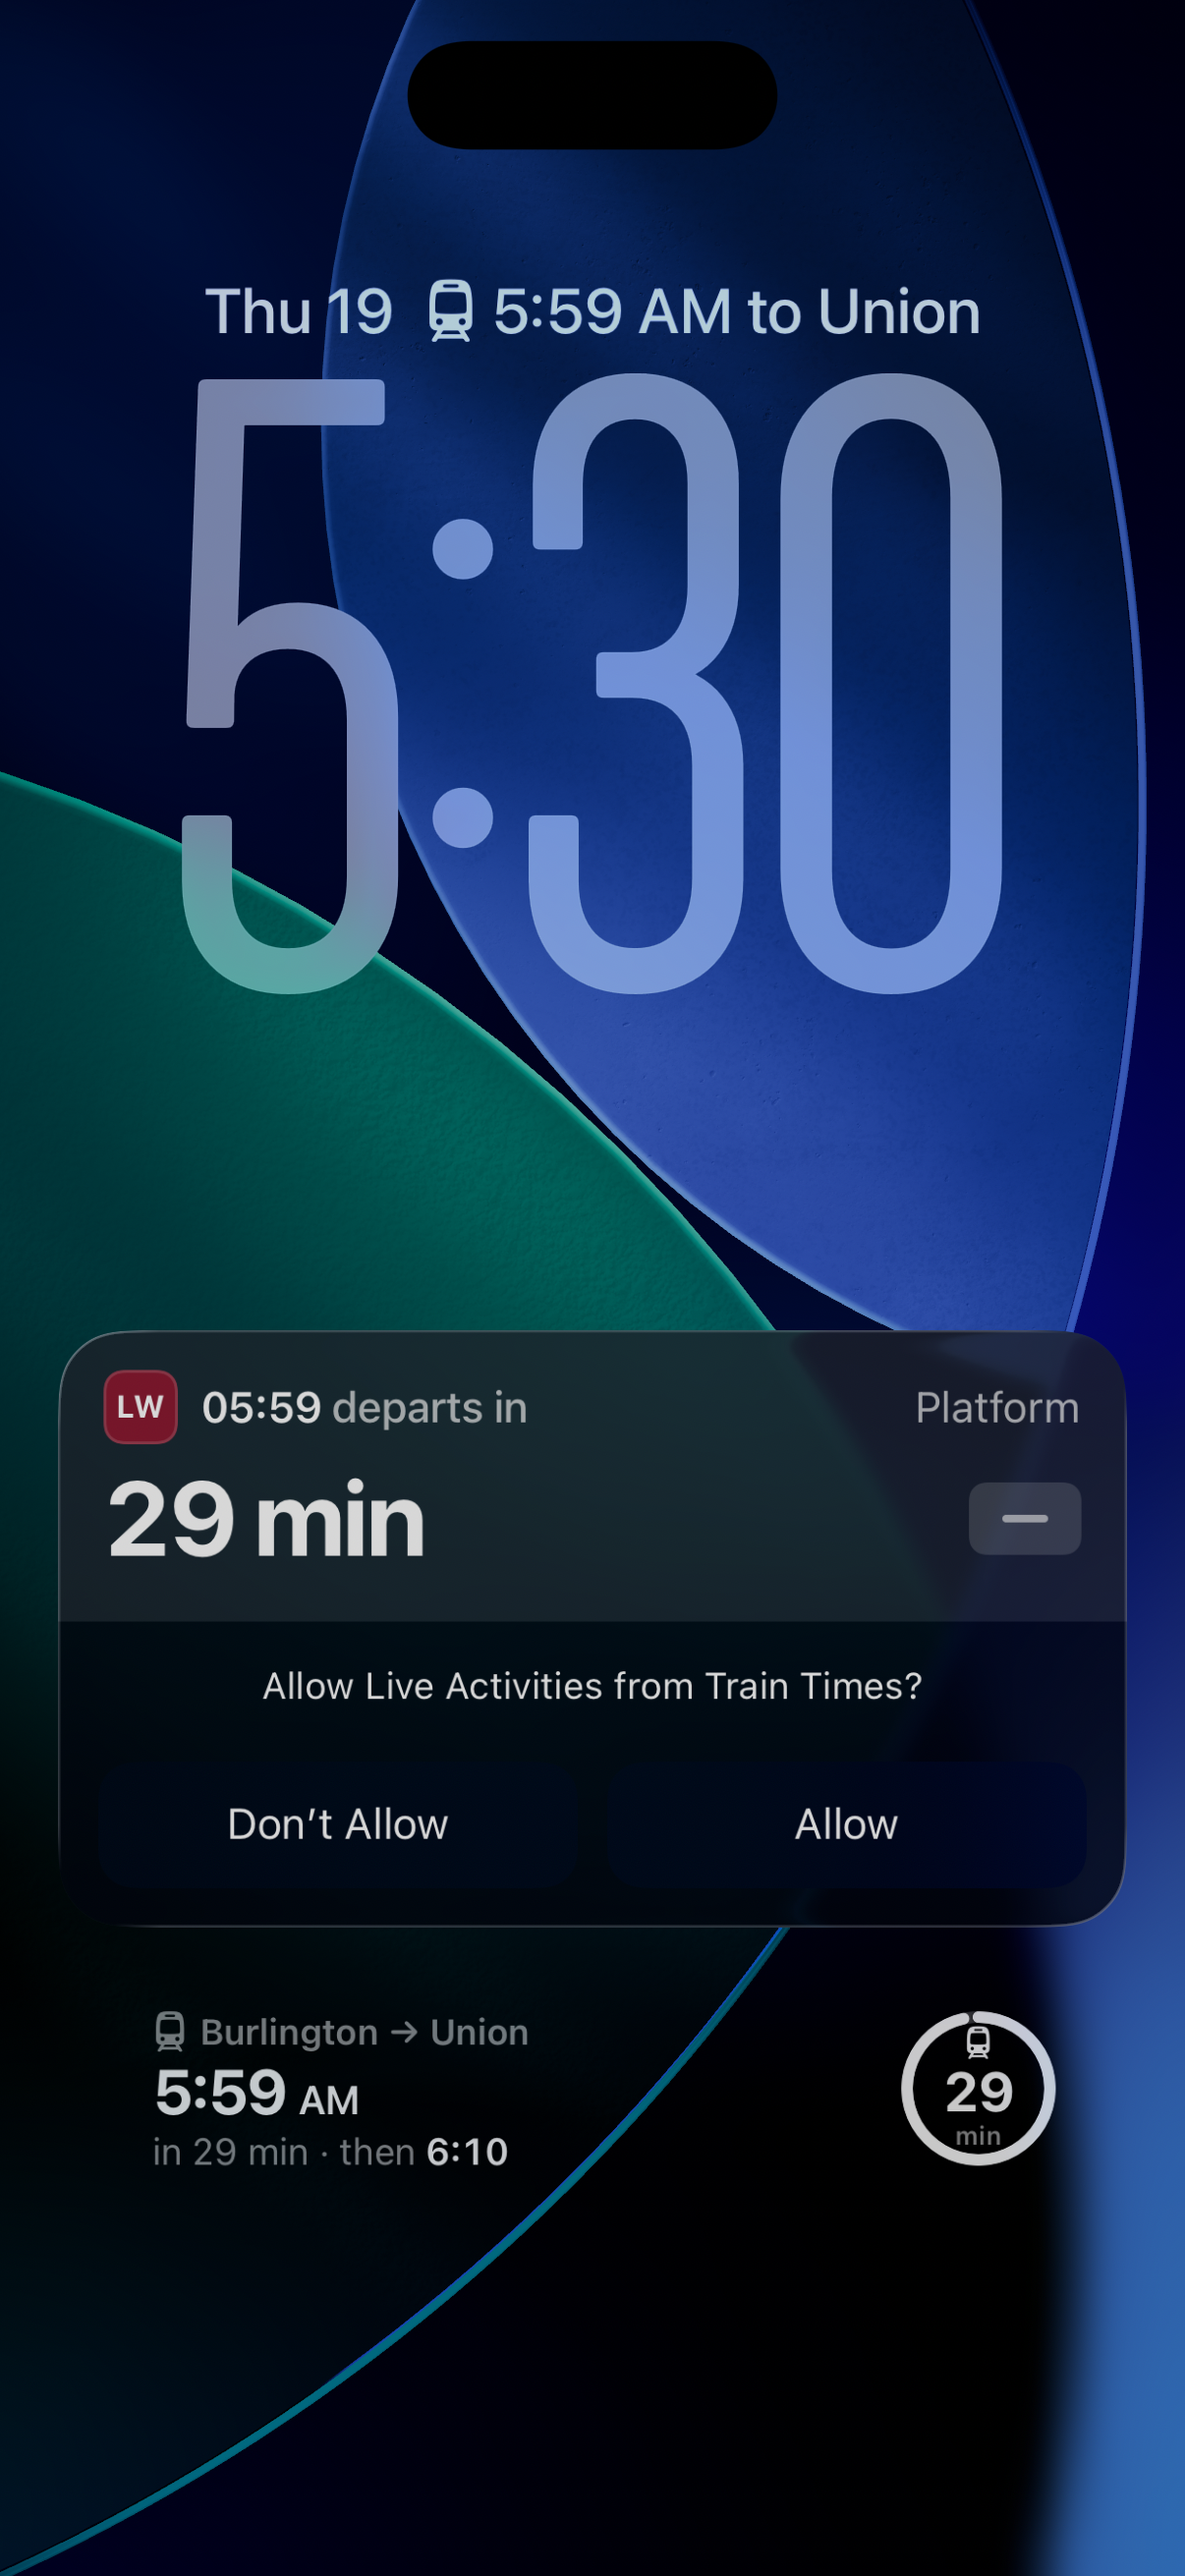 Thu 19 5:59 AM to Union
5:30
LW 05:59 departs in
Platform
29 min
—
Allow Live Activities from Train Times?
Don’t Allow
Allow
Burlington → Union
5:59 AM
in 29 min · then 6:10
29
min